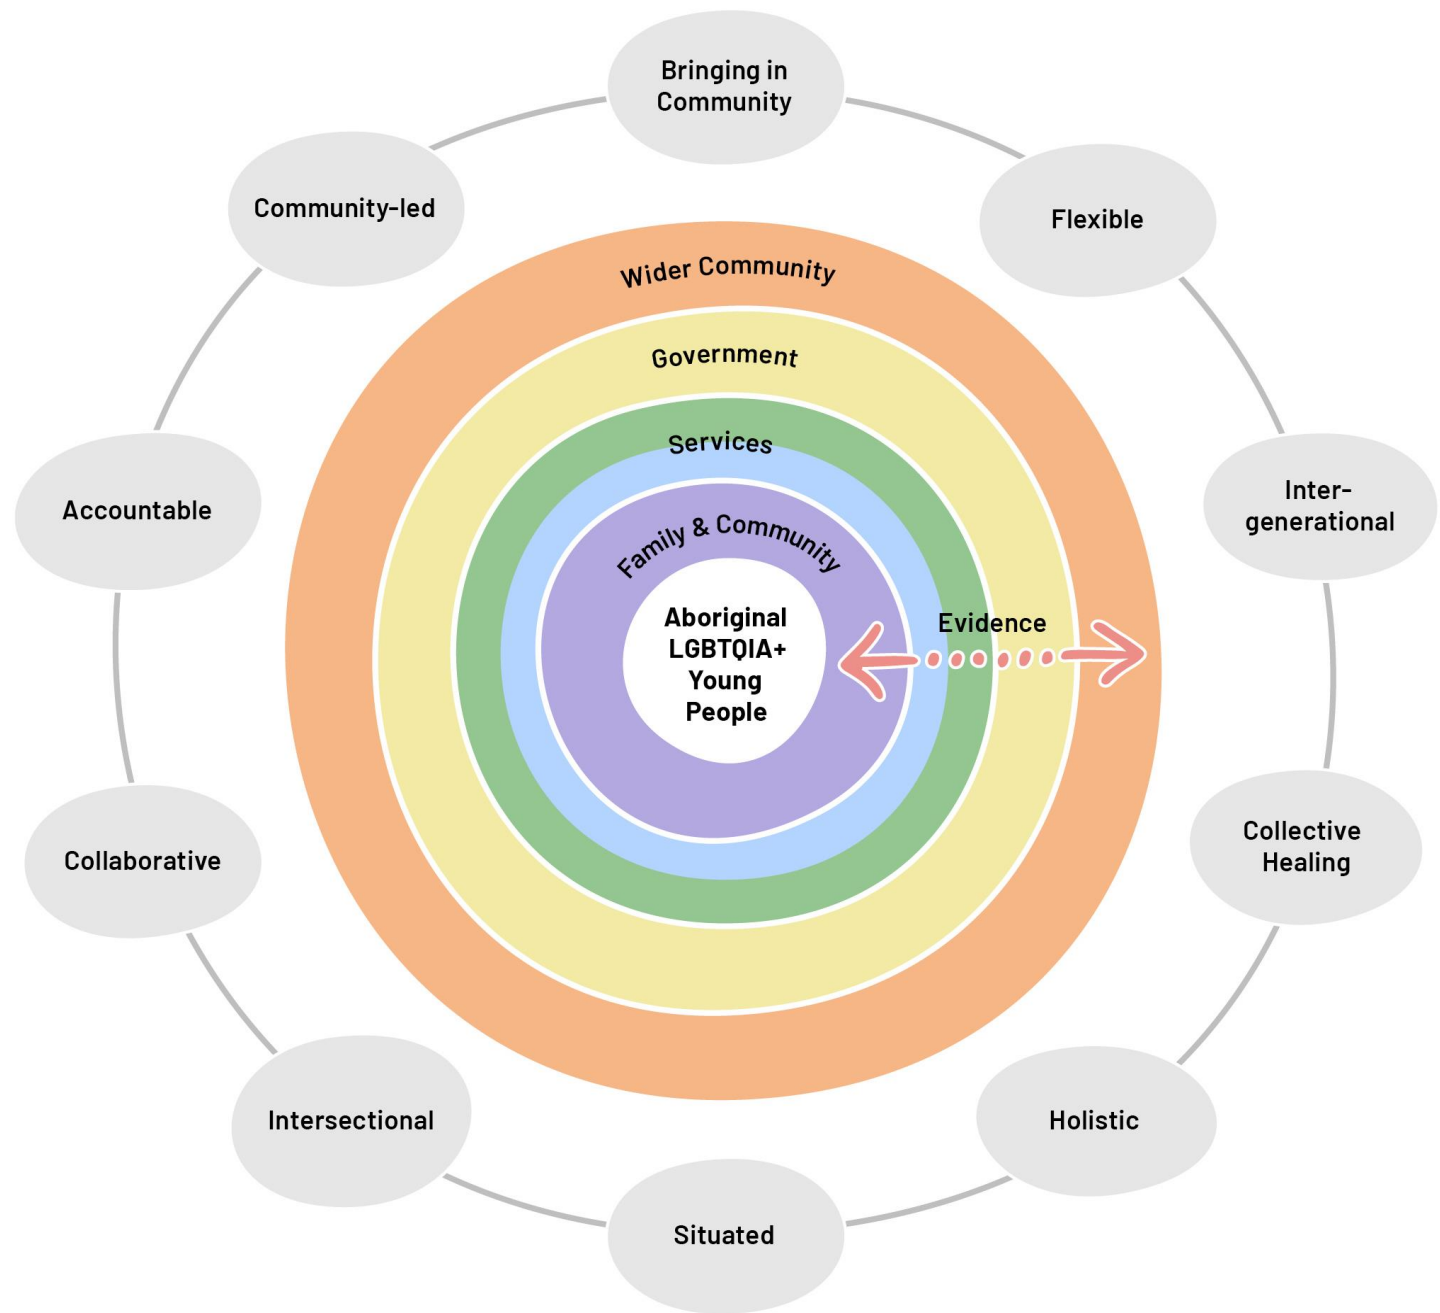 Bringing in
Community
Community-led
Flexible
Wider Community
Government
Services
Family & Community
Accountable
Inter-
generational
Aboriginal
LGBTQIA+
Young
People
Evidence
Collaborative
Collective
Healing
Intersectional
Holistic
Situated